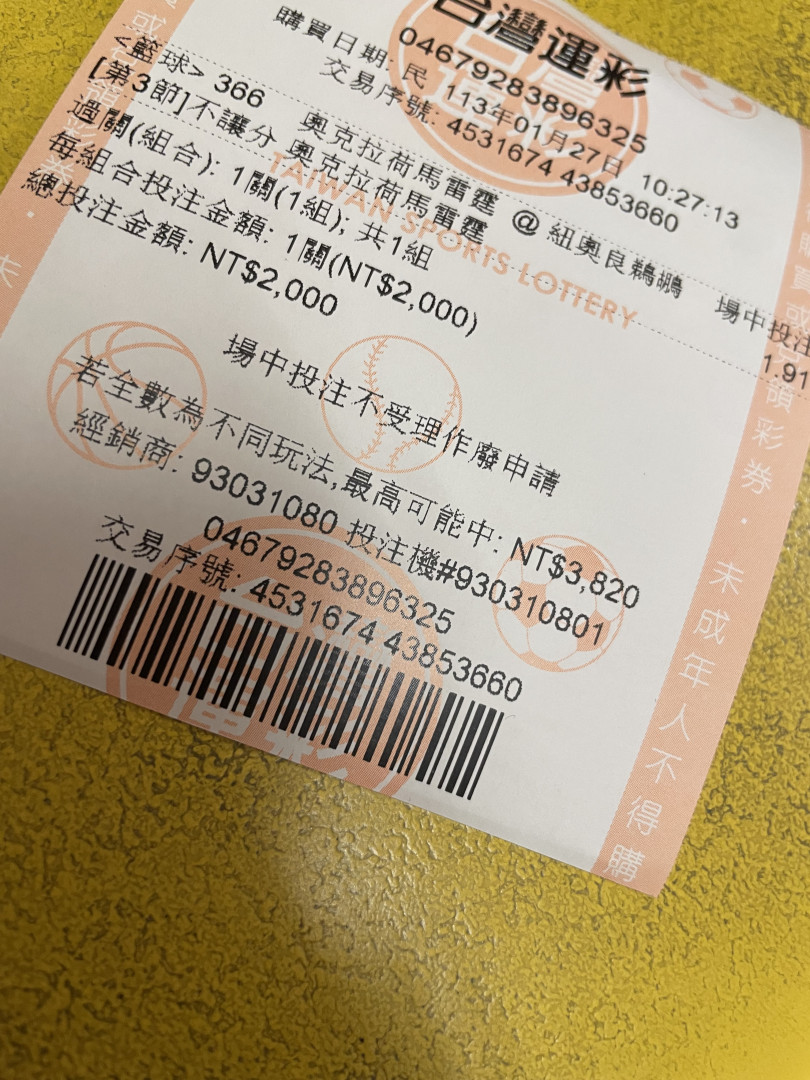 台灣運彩
04679283896325
購買日期: 民 113年01月27日 10:27:13
交易序號: 4531674 43853660
<籃球> 366 奧克拉荷馬雷霆 @ 紐奧良鵜鶘 場中投注
[第3節]不讓分 奧克拉荷馬雷霆 1.91
過關(組合): 1關(1組); 共1組
每組合投注金額: 1關(NT$2,000)
總投注金額: NT$2,000
TAIWAN SPORTS LOTTERY
場中投注不受理作廢申請
若全數為不同玩法,最高可能中: NT$3,820
經銷商: 93031080 投注機#930310801
04679283896325
交易序號: 4531674 43853660
領彩券・未成年人不得購